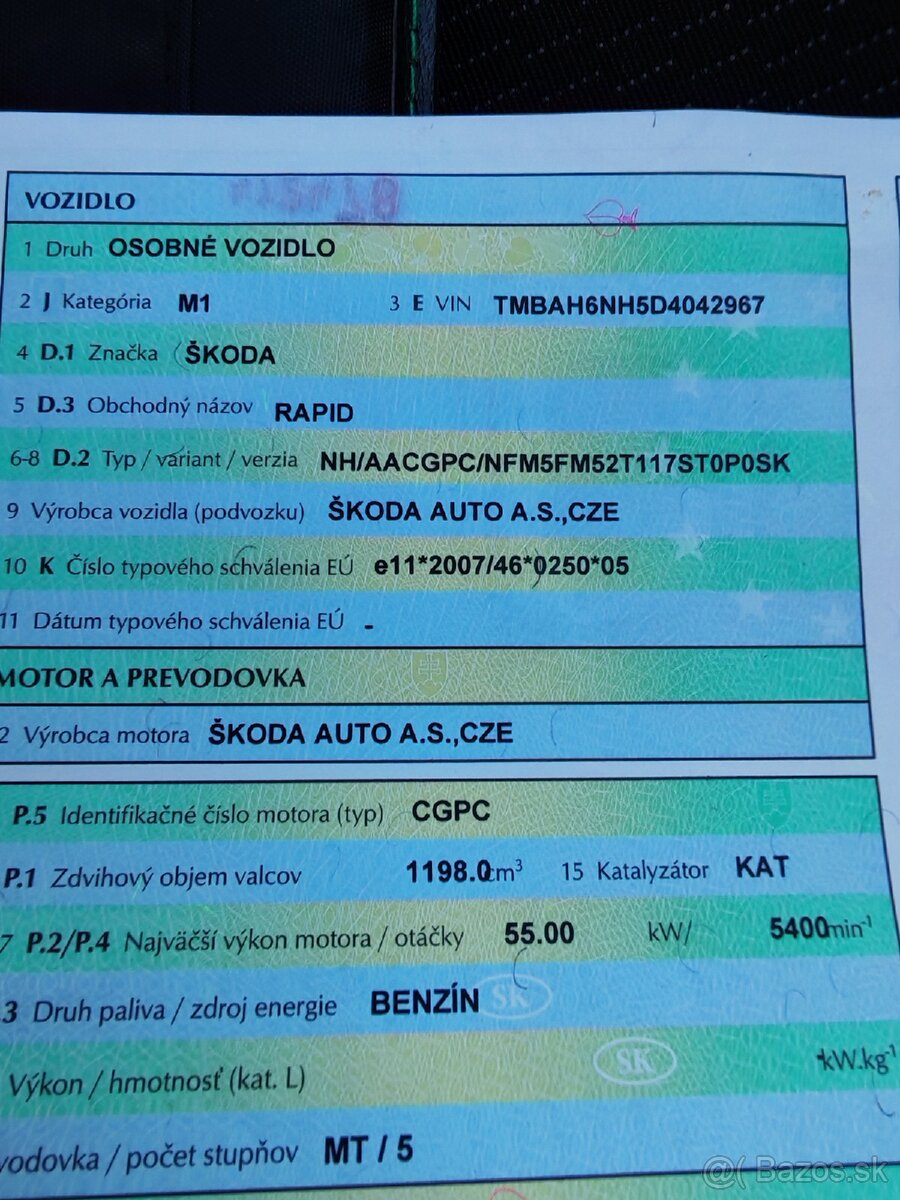 VOZIDLO
1 Druh OSOBNÉ VOZIDLO
2 J Kategória M1 3 E VIN TMBAH6NH5D4042967
4 D.1 Značka ŠKODA
5 D.3 Obchodný názov RAPID
6-8 D.2 Typ / variant / verzia NH/AACGPC/NFM5FM52T117ST0P0SK
9 Výrobca vozidla (podvozku) ŠKODA AUTO A.S.,CZE
10 K Číslo typového schválenia EÚ e11*2007/46*0250*05
11 Dátum typového schválenia EÚ -
MOTOR A PREVODOVKA
2 Výrobca motora ŠKODA AUTO A.S.,CZE
P.5 Identifikačné číslo motora (typ) CGPC
P.1 Zdvihový objem valcov 1198.0 cm³ 15 Katalyzátor KAT
7 P.2/P.4 Najväčší výkon motora / otáčky 55.00 kW/ 5400 min⁻¹
.3 Druh paliva / zdroj energie BENZÍN SK
SK
Výkon / hmotnosť (kat. L) kW.kg⁻¹
vodovka / počet stupňov MT / 5
@( Bazos.sk